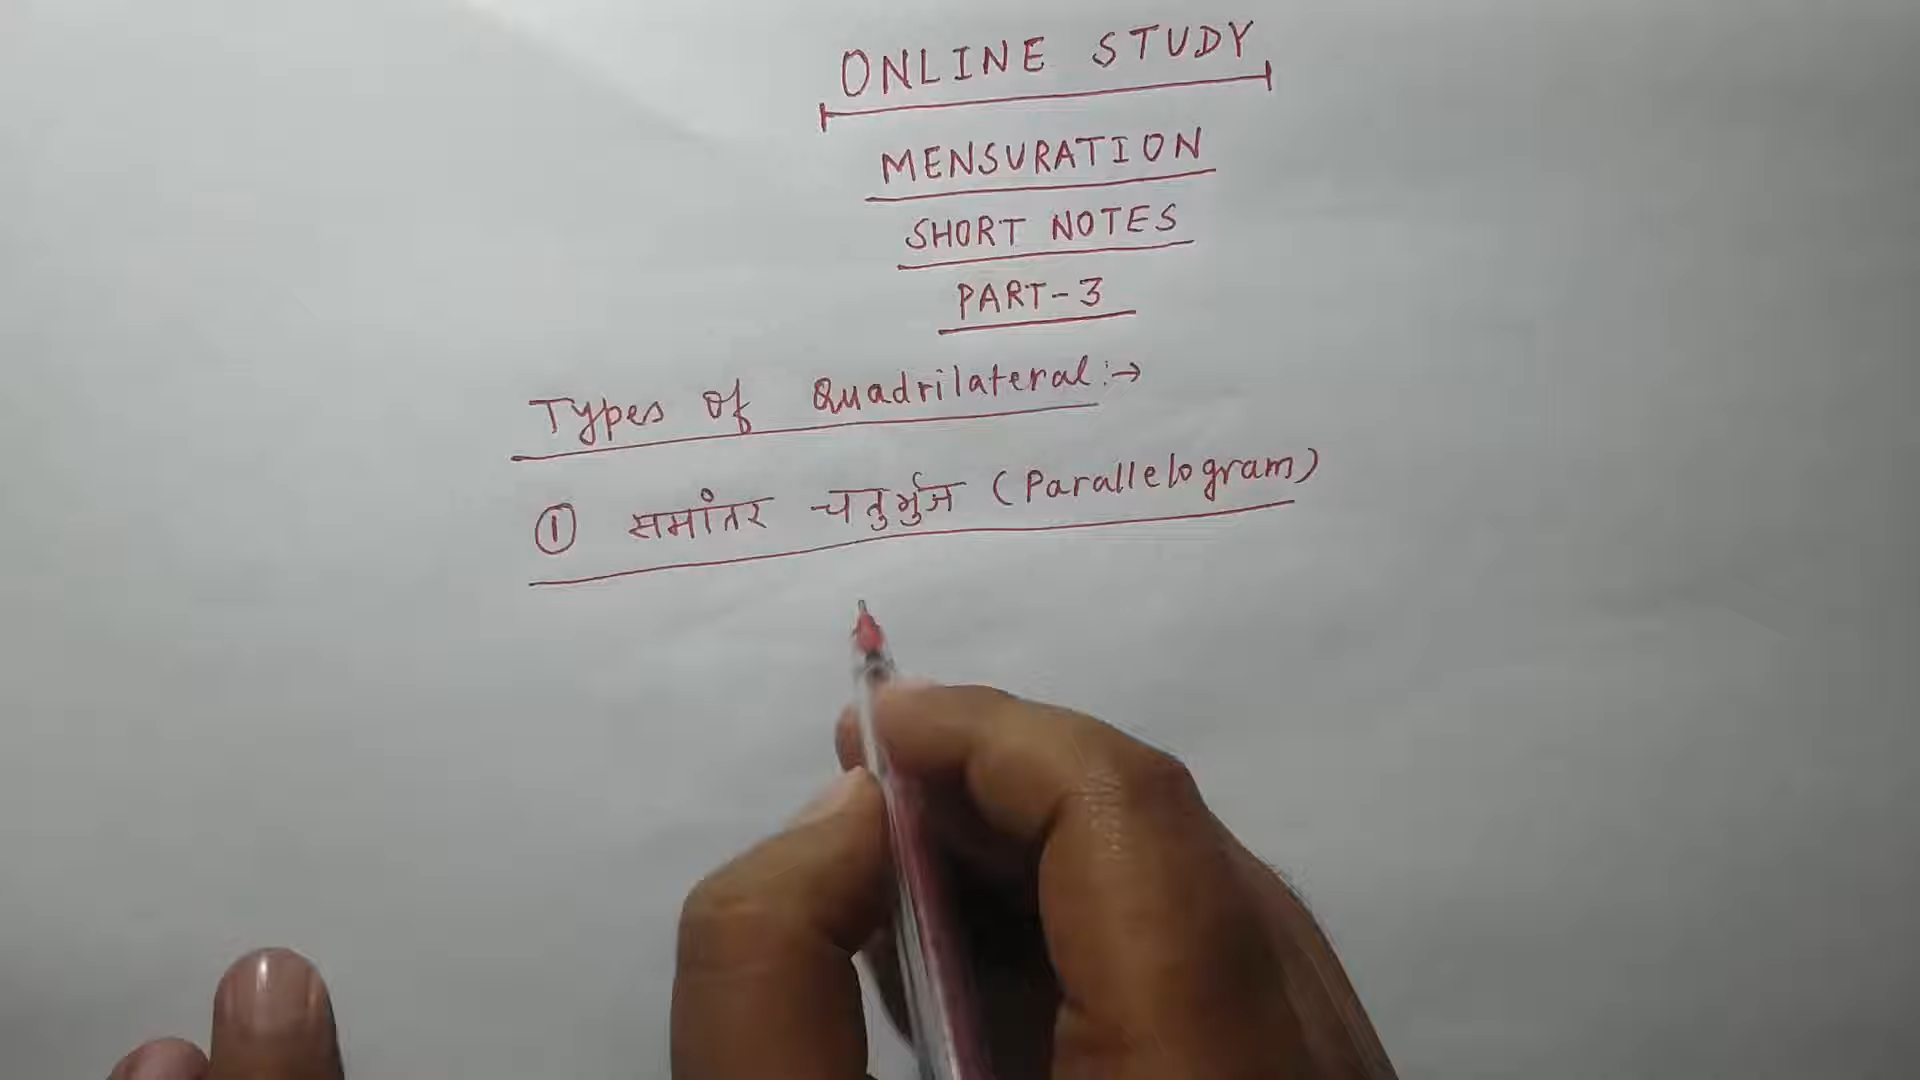 ONLINE STUDY
MENSURATION
SHORT NOTES
PART-3
Types of Quadrilateral:→
① समांतर चतुर्भुज (Parallelogram)